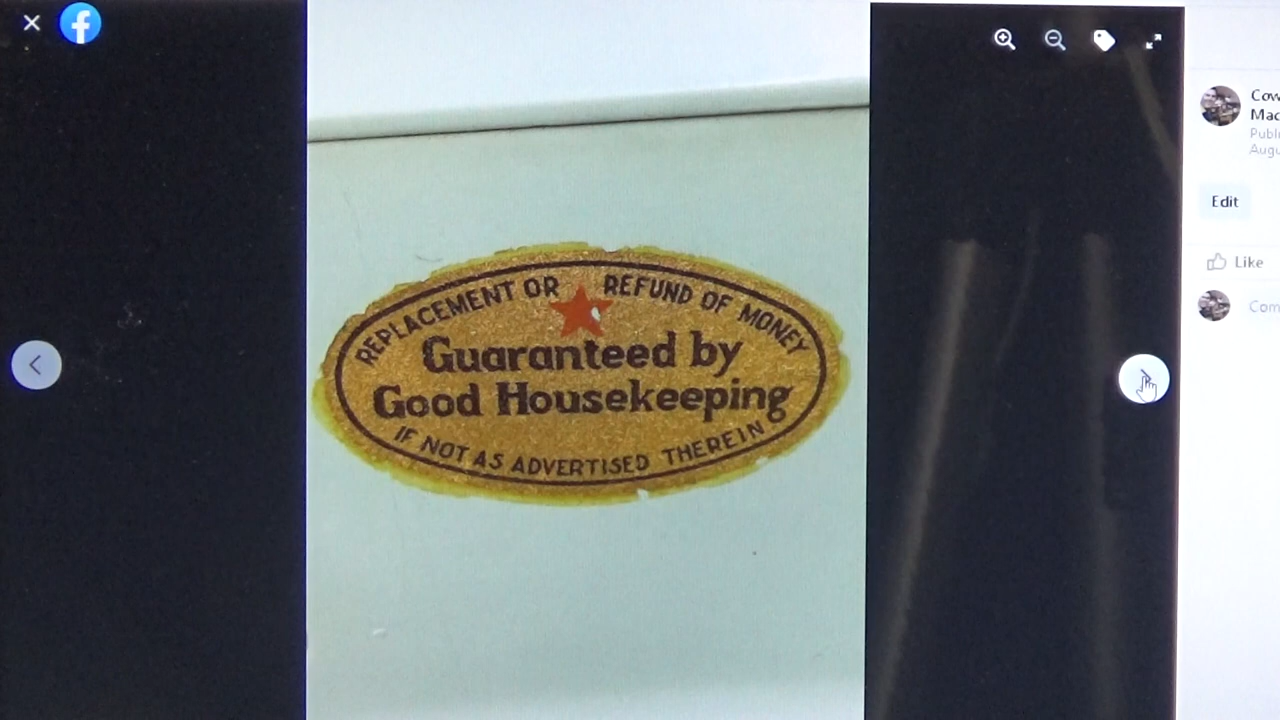 REPLACEMENT OR REFUND OF MONEY
Guaranteed by
Good Housekeeping
IF NOT AS ADVERTISED THEREIN
Edit
Like